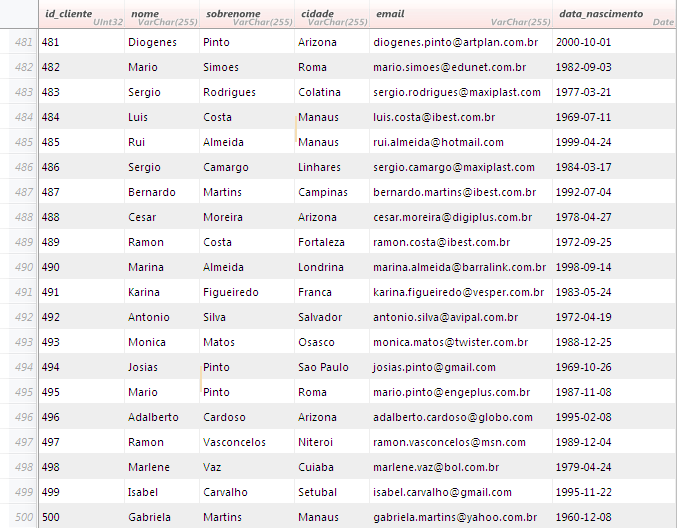 id_cliente nome sobrenome cidade email data_nascimento
UInt32 VarChar(255) VarChar(255) VarChar(255) VarChar(255) Date
481 481 Diogenes Pinto Arizona diogenes.pinto@artplan.com.br 2000-10-01
482 482 Mario Simoes Roma mario.simoes@edunet.com.br 1982-09-03
483 483 Sergio Rodrigues Colatina sergio.rodrigues@maxiplast.com 1977-03-21
484 484 Luis Costa Manaus luis.costa@ibest.com.br 1969-07-11
485 485 Rui Almeida Manaus rui.almeida@hotmail.com 1999-04-24
486 486 Sergio Camargo Linhares sergio.camargo@maxiplast.com 1984-03-17
487 487 Bernardo Martins Campinas bernardo.martins@ibest.com.br 1992-07-04
488 488 Cesar Moreira Arizona cesar.moreira@digiplus.com.br 1978-04-27
489 489 Ramon Costa Fortaleza ramon.costa@ibest.com.br 1972-09-25
490 490 Marina Almeida Londrina marina.almeida@barralink.com.br 1998-09-14
491 491 Karina Figueiredo Franca karina.figueiredo@vesper.com.br 1983-05-24
492 492 Antonio Silva Salvador antonio.silva@avipal.com.br 1972-04-19
493 493 Monica Matos Osasco monica.matos@twister.com.br 1988-12-25
494 494 Josias Pinto Sao Paulo josias.pinto@gmail.com 1969-10-26
495 495 Mario Pinto Roma mario.pinto@engeplus.com.br 1987-11-08
496 496 Adalberto Cardoso Arizona adalberto.cardoso@globo.com 1995-02-08
497 497 Ramon Vasconcelos Niteroi ramon.vasconcelos@msn.com 1989-12-04
498 498 Marlene Vaz Cuiaba marlene.vaz@bol.com.br 1979-04-24
499 499 Isabel Carvalho Setubal isabel.carvalho@gmail.com 1995-11-22
500 500 Gabriela Martins Manaus gabriela.martins@yahoo.com.br 1960-12-08